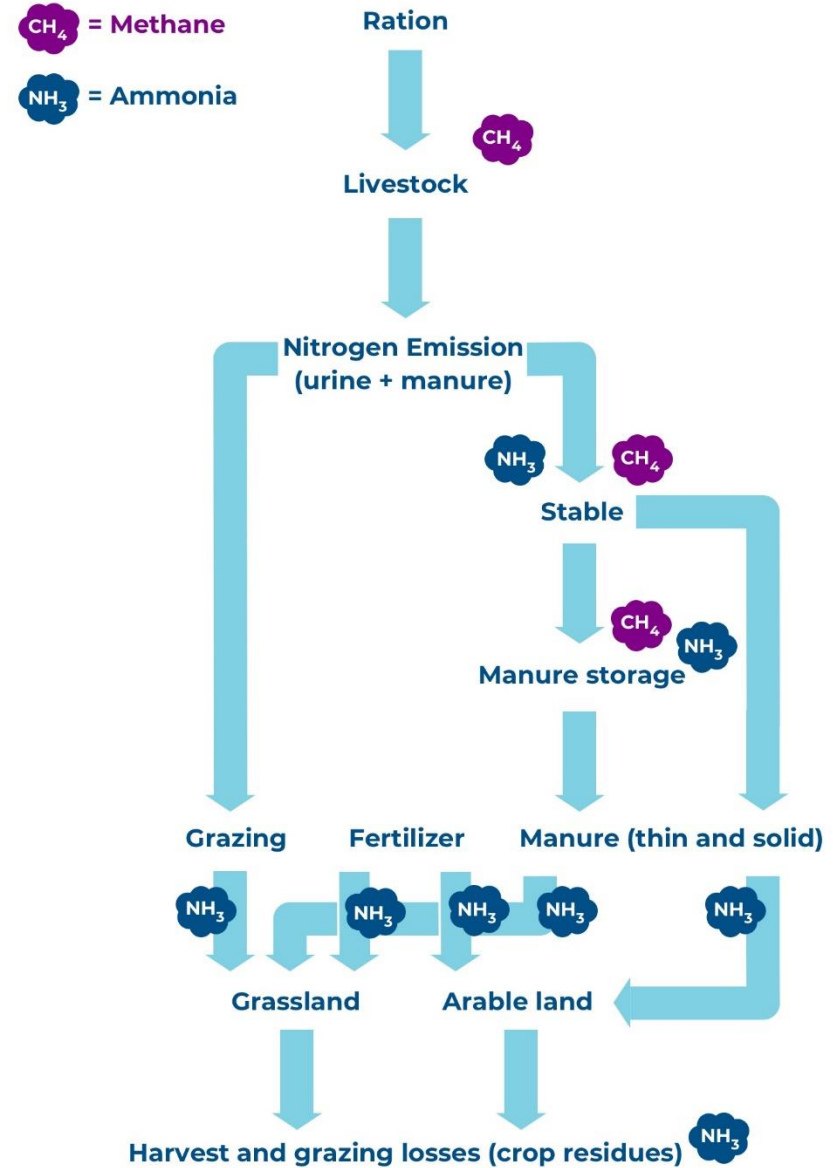 CH₄ = Methane
NH₃ = Ammonia
Ration
CH₄
Livestock
Nitrogen Emission
(urine + manure)
NH₃ CH₄
Stable
CH₄ NH₃
Manure storage
Grazing Fertilizer Manure (thin and solid)
NH₃ NH₃ NH₃ NH₃ NH₃
Grassland Arable land
Harvest and grazing losses (crop residues) NH₃